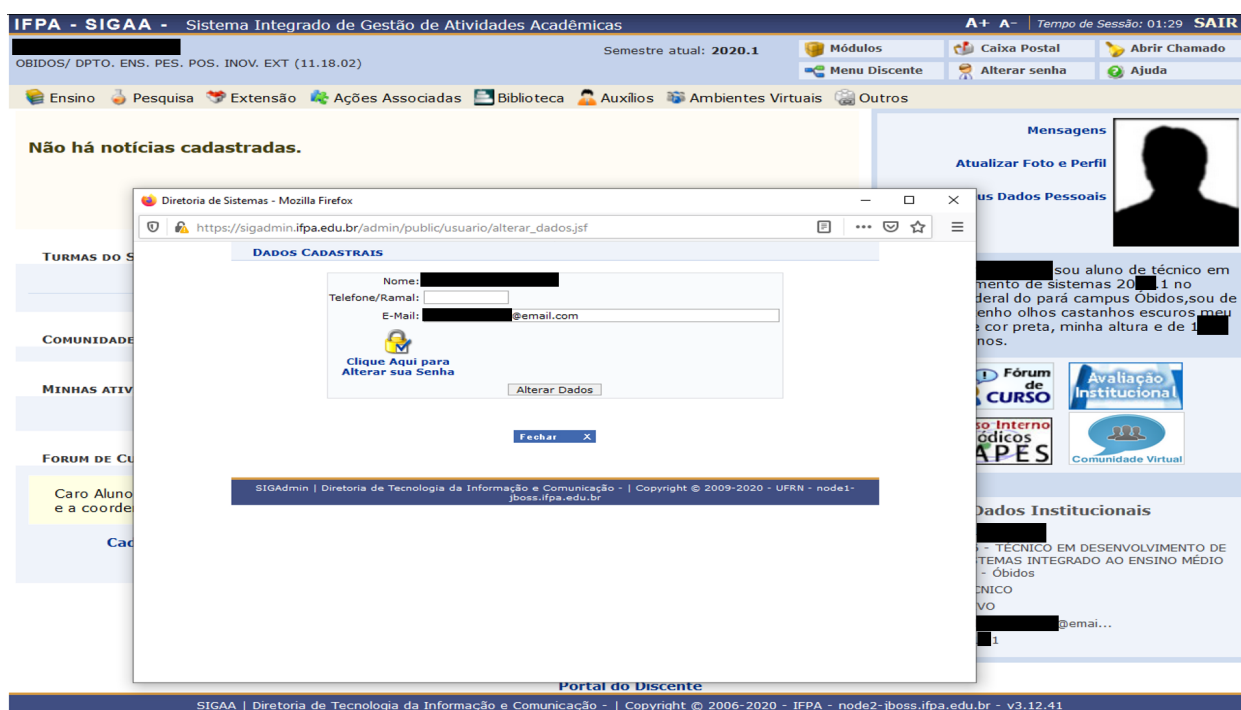 IFPA - SIGAA - Sistema Integrado de Gestão de Atividades Acadêmicas
A+ A- | Tempo de Sessão: 01:29 SAIR
OBIDOS/ DPTO. ENS. PES. POS. INOV. EXT (11.18.02)
Semestre atual: 2020.1
Módulos
Caixa Postal
Abrir Chamado
Menu Discente
Alterar senha
Ajuda
Ensino Pesquisa Extensão Ações Associadas Biblioteca Auxílios Ambientes Virtuais Outros
Não há notícias cadastradas.
Mensagens
Atualizar Foto e Perfil
us Dados Pessoais
Diretoria de Sistemas - Mozilla Firefox
https://sigadmin.ifpa.edu.br/admin/public/usuario/alterar_dados.jsf
DADOS CADASTRAIS
Nome:
Telefone/Ramal:
E-Mail: @email.com
Clique Aqui para
Alterar sua Senha
Alterar Dados
Fechar X
SIGAdmin | Diretoria de Tecnologia da Informação e Comunicação - | Copyright © 2009-2020 - UFRN - node1-
jboss.ifpa.edu.br
TURMAS DO S
COMUNIDADE
MINHAS ATIV
FORUM DE CU
Caro Aluno
e a coorde
Cad
sou aluno de técnico em
mento de sistemas 20 .1 no
deral do pará campus Óbidos,sou de
enho olhos castanhos escuros meu
e cor preta, minha altura e de 1
nos.
Fórum
de
CURSO
Avaliação
Institucional
so Interno
ódicos
APES
Comunidade Virtual
Dados Institucionais
- TÉCNICO EM DESENVOLVIMENTO DE
TEMAS INTEGRADO AO ENSINO MÉDIO
- Óbidos
CNICO
VO
@emai...
1
Portal do Discente
SIGAA | Diretoria de Tecnologia da Informação e Comunicação - | Copyright © 2006-2020 - IFPA - node2-jboss.ifpa.edu.br - v3.12.41